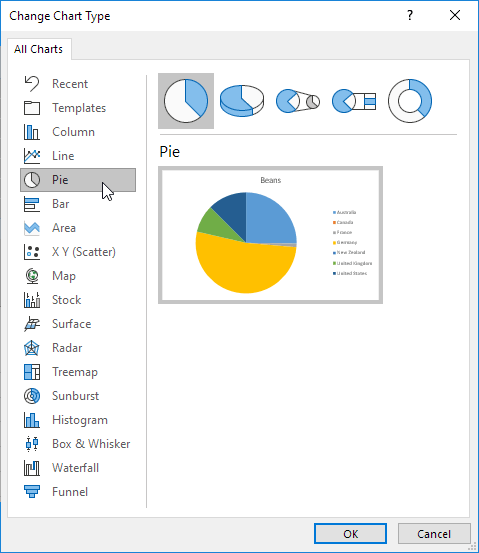 Change Chart Type
?
All Charts
Recent
Templates
Column
Line
Pie
Bar
Area
X Y (Scatter)
Map
Stock
Surface
Radar
Treemap
Sunburst
Histogram
Box & Whisker
Waterfall
Funnel
Pie
Beans
Australia
Canada
France
Germany
New Zealand
United Kingdom
United States
OK
Cancel